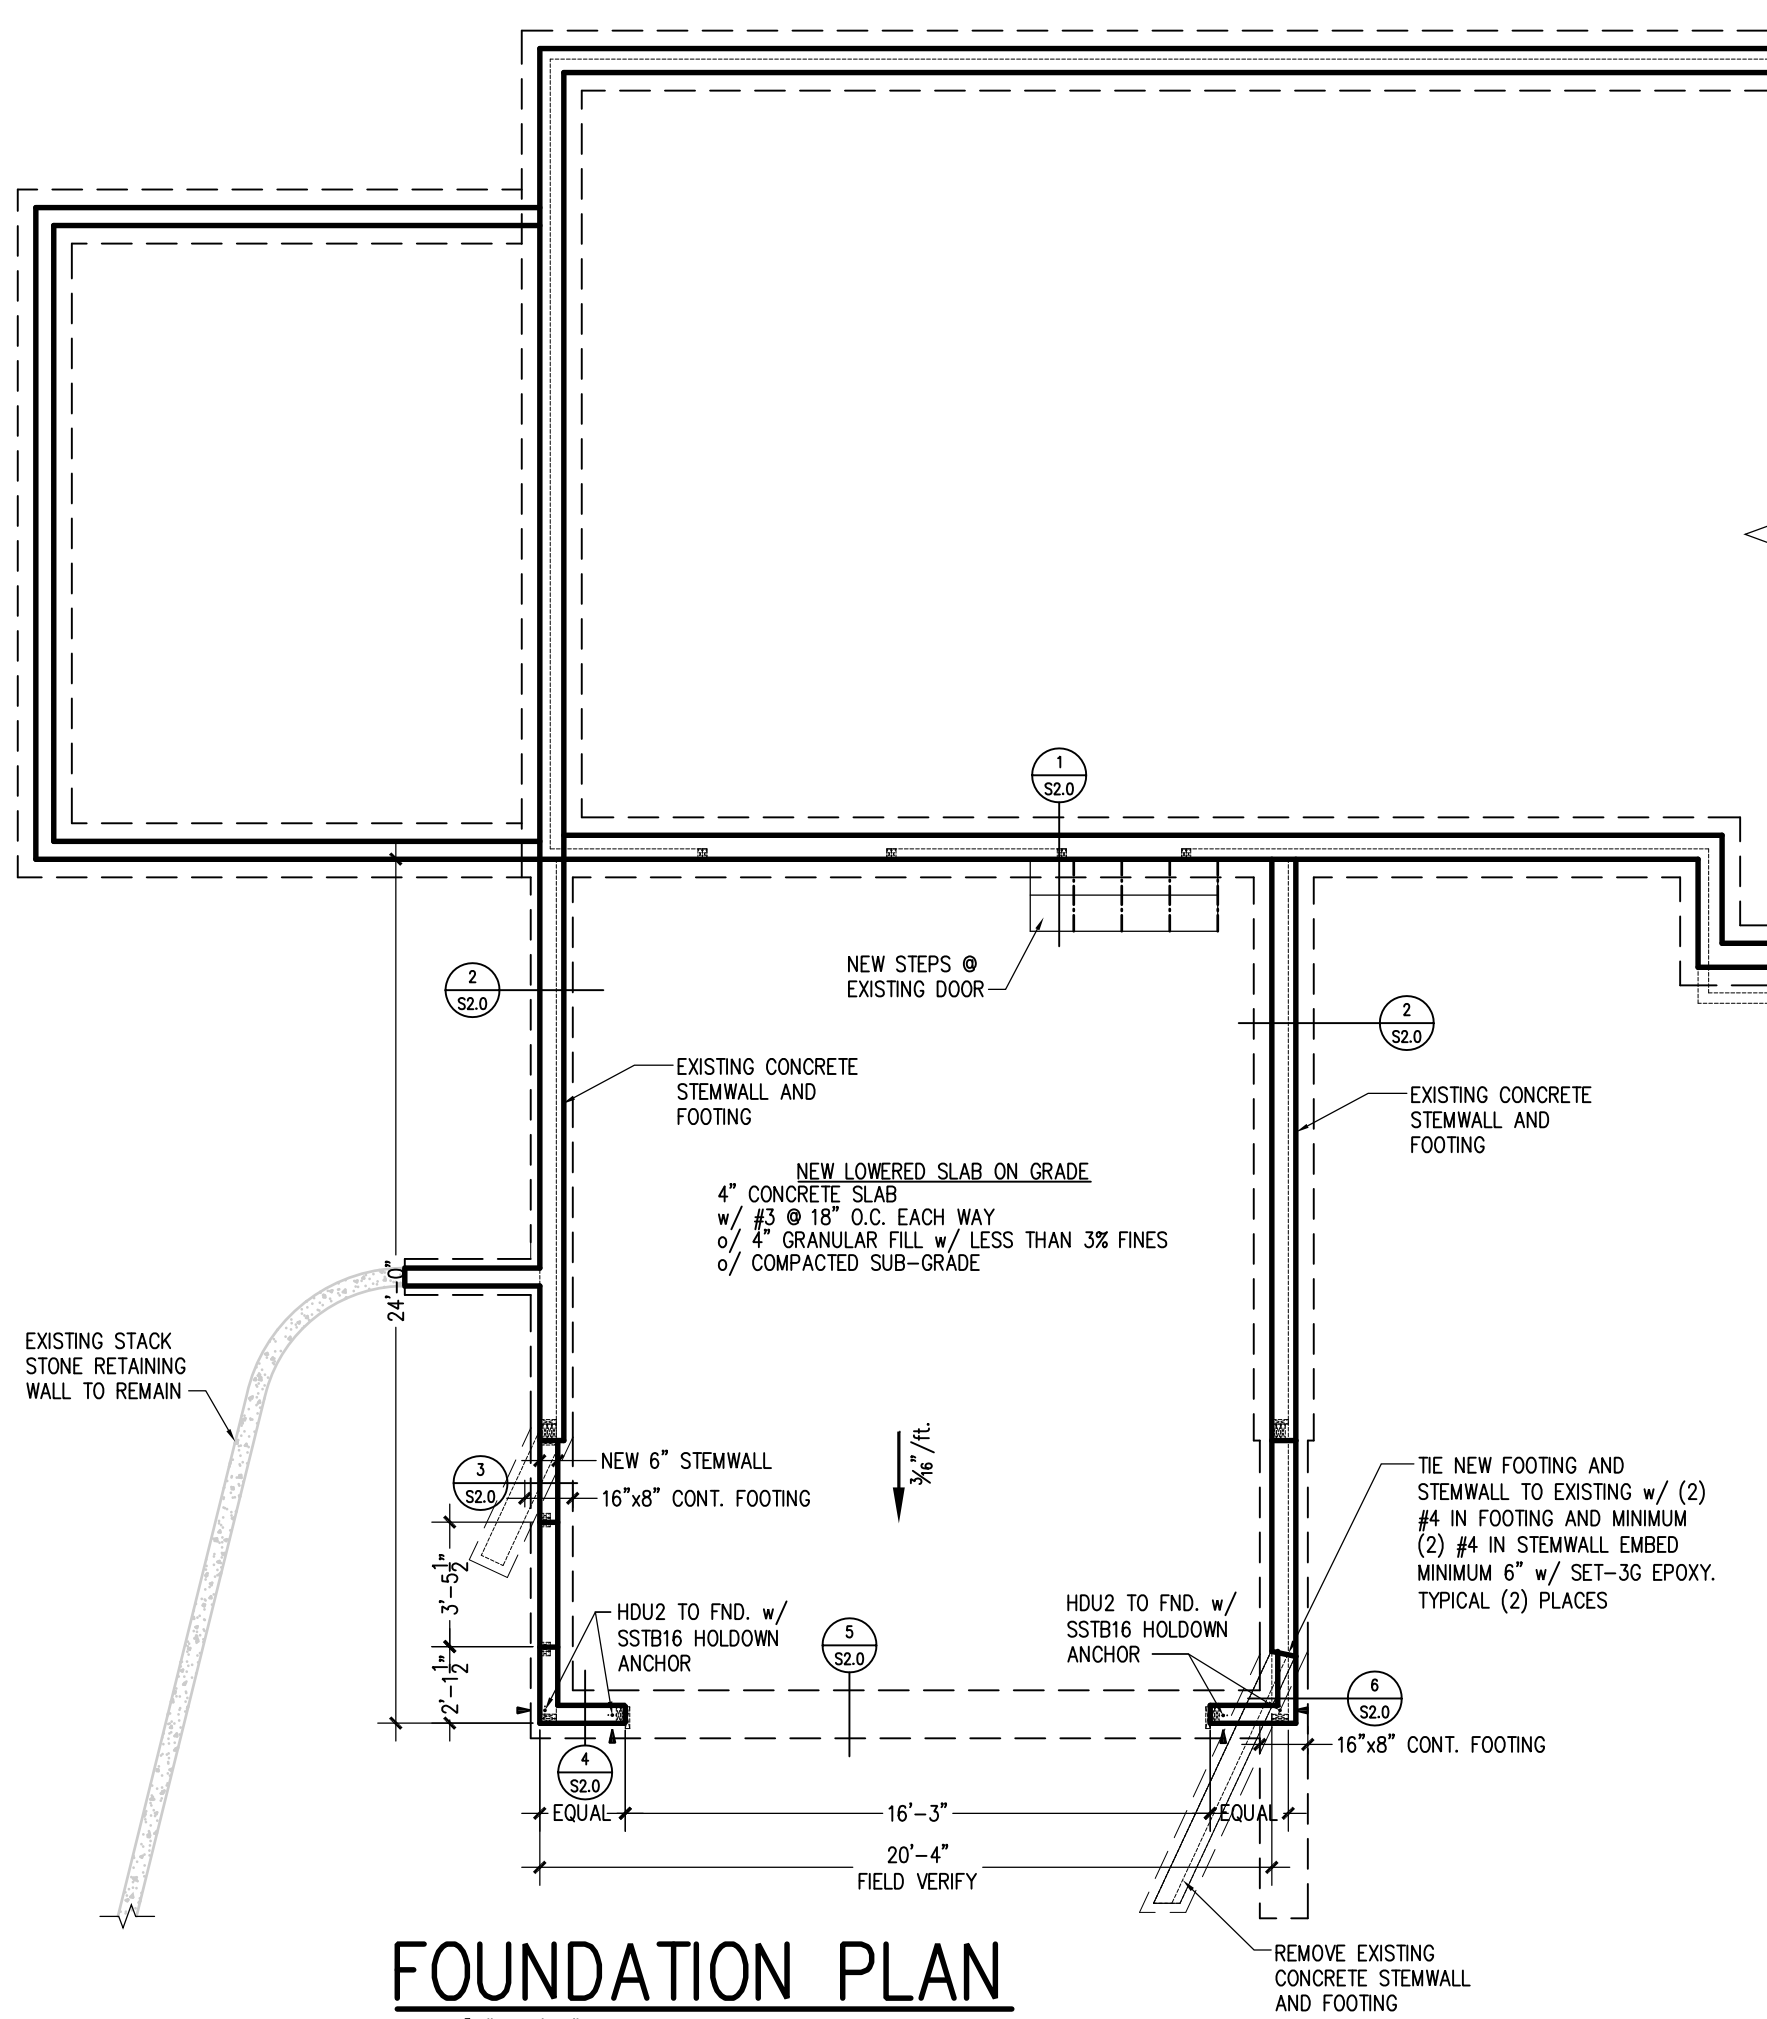 1
S2.0
NEW STEPS @
EXISTING DOOR
2
S2.0
2
S2.0
EXISTING CONCRETE
STEMWALL AND
FOOTING
EXISTING CONCRETE
STEMWALL AND
FOOTING
NEW LOWERED SLAB ON GRADE
4" CONCRETE SLAB
w/ #3 @ 18" O.C. EACH WAY
o/ 4" GRANULAR FILL w/ LESS THAN 3% FINES
o/ COMPACTED SUB-GRADE
24'-0"
EXISTING STACK
STONE RETAINING
WALL TO REMAIN
3/16"/ft.
3
S2.0
NEW 6" STEMWALL
16"x8" CONT. FOOTING
TIE NEW FOOTING AND
STEMWALL TO EXISTING w/ (2)
#4 IN FOOTING AND MINIMUM
(2) #4 IN STEMWALL EMBED
MINIMUM 6" w/ SET-3G EPOXY.
TYPICAL (2) PLACES
3'-5 1/2"
2'-1 1/2"
HDU2 TO FND. w/
SSTB16 HOLDOWN
ANCHOR
5
S2.0
HDU2 TO FND. w/
SSTB16 HOLDOWN
ANCHOR
6
S2.0
16"x8" CONT. FOOTING
4
S2.0
EQUAL
16'-3"
EQUAL
20'-4"
FIELD VERIFY
REMOVE EXISTING
CONCRETE STEMWALL
AND FOOTING
FOUNDATION PLAN